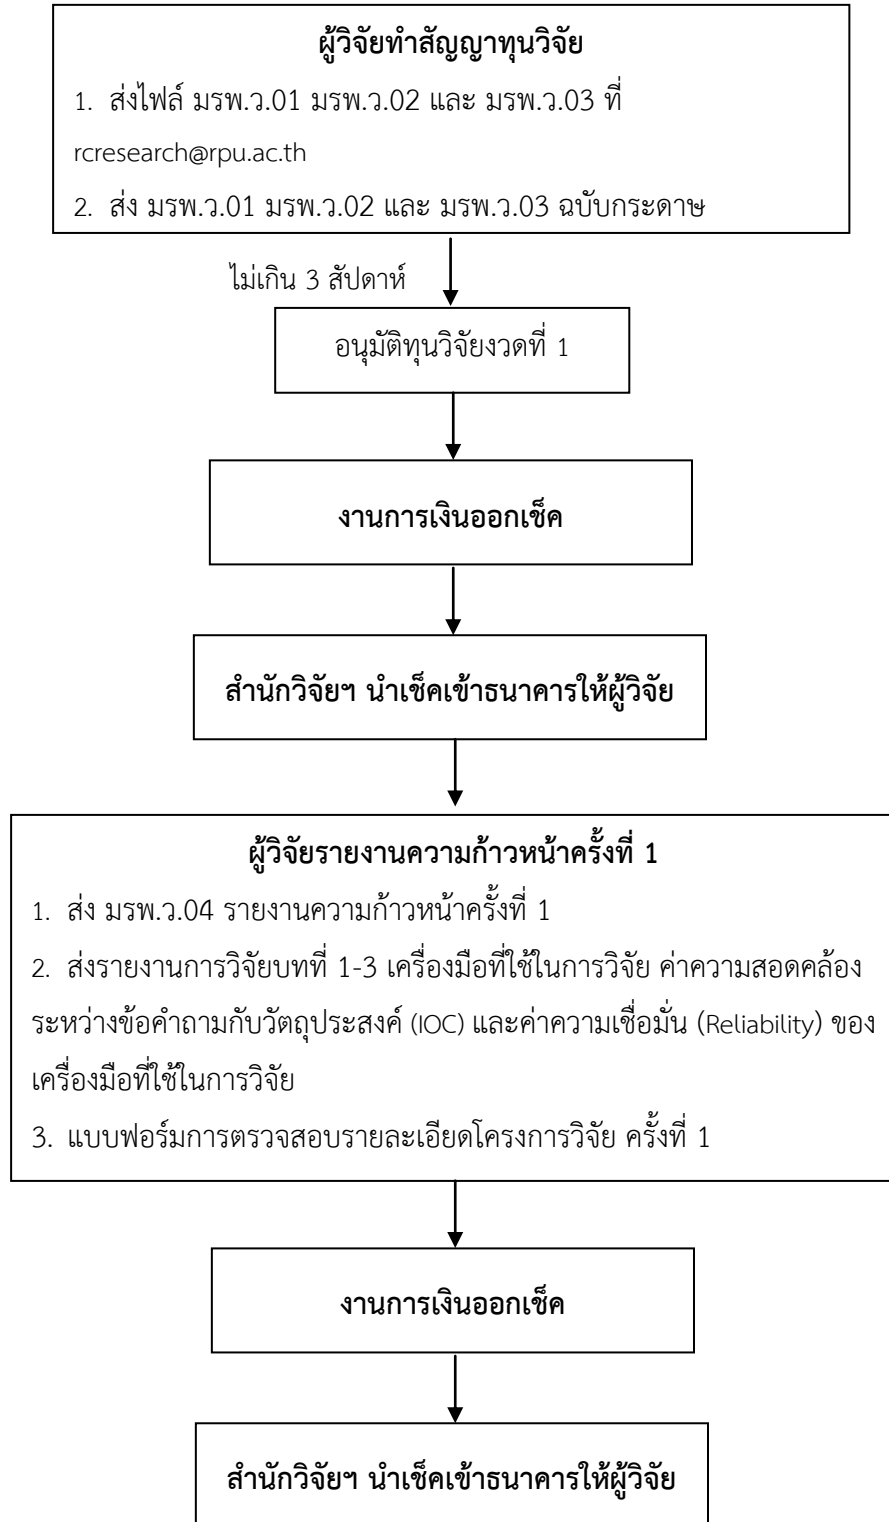 ผู้วิจัยทำสัญญาทุนวิจัย
1. ส่งไฟล์ มรพ.ว.01 มรพ.ว.02 และ มรพ.ว.03 ที่
rcresearch@rpu.ac.th
2. ส่ง มรพ.ว.01 มรพ.ว.02 และ มรพ.ว.03 ฉบับกระดาษ
ไม่เกิน 3 สัปดาห์
อนุมัติทุนวิจัยงวดที่ 1
งานการเงินออกเช็ค
สำนักวิจัยฯ นำเช็คเข้าธนาคารให้ผู้วิจัย
ผู้วิจัยรายงานความก้าวหน้าครั้งที่ 1
1. ส่ง มรพ.ว.04 รายงานความก้าวหน้าครั้งที่ 1
2. ส่งรายงานการวิจัยบทที่ 1-3 เครื่องมือที่ใช้ในการวิจัย ค่าความสอดคล้อง
ระหว่างข้อคำถามกับวัตถุประสงค์ (IOC) และค่าความเชื่อมั่น (Reliability) ของ
เครื่องมือที่ใช้ในการวิจัย
3. แบบฟอร์มการตรวจสอบรายละเอียดโครงการวิจัย ครั้งที่ 1
งานการเงินออกเช็ค
สำนักวิจัยฯ นำเช็คเข้าธนาคารให้ผู้วิจัย